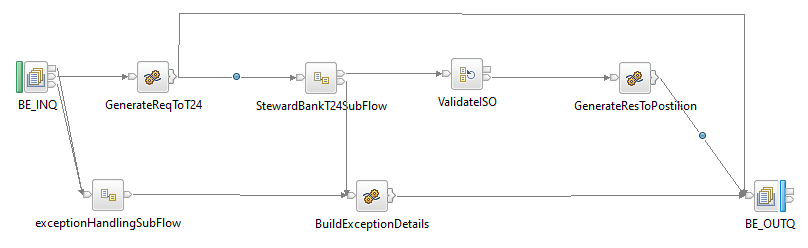 BE_INQ
GenerateReqToT24
StewardBankT24SubFlow
ValidateISO
GenerateResToPostilion
exceptionHandlingSubFlow
BuildExceptionDetails
BE_OUTQ